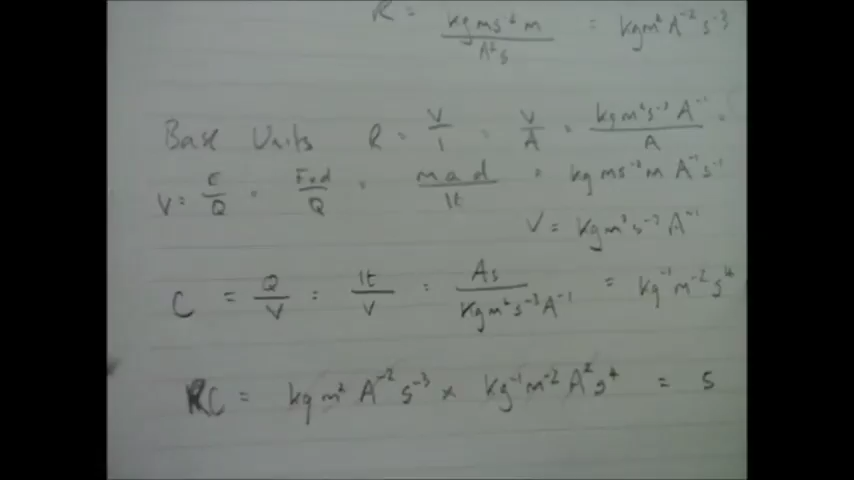 R = kg m s⁻² m / A² s = kg m² A⁻² s⁻³
Base Units R = V/I = V/A = kg m² s⁻³ A⁻¹ / A =
V = E/Q = F×d/Q = m a d / It = kg m s⁻² m A⁻¹ s⁻¹
V = kg m² s⁻³ A⁻¹
C = Q/V = It/V = As / kg m² s⁻³ A⁻¹ = kg⁻¹ m⁻² s⁴
RC = kg m² A⁻² s⁻³ × kg⁻¹ m⁻² A² s⁴ = s